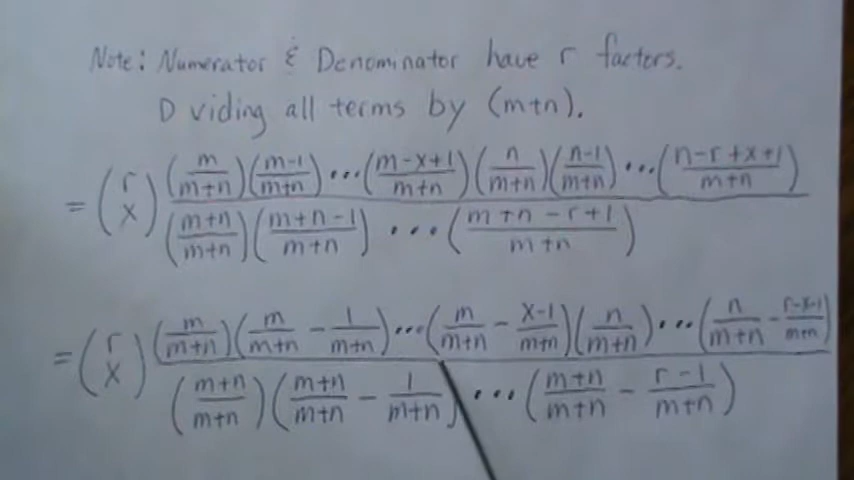 Note: Numerator & Denominator have r factors.
D viding all terms by (m+n).
= (r x) (m/m+n)(m-1/m+n)...(m-x+1/m+n)(n/m+n)(n-1/m+n)...(n-r+x+1/m+n)
(m+n/m+n)(m+n-1/m+n) ... (m+n-r+1/m+n)
= (r x) (m/m+n)(m/m+n - 1/m+n)...(m/m+n - x-1/m+n)(n/m+n)...(n/m+n - r-x-1/m+n)
(m+n/m+n)(m+n/m+n - 1/m+n) ... (m+n/m+n - r-1/m+n)